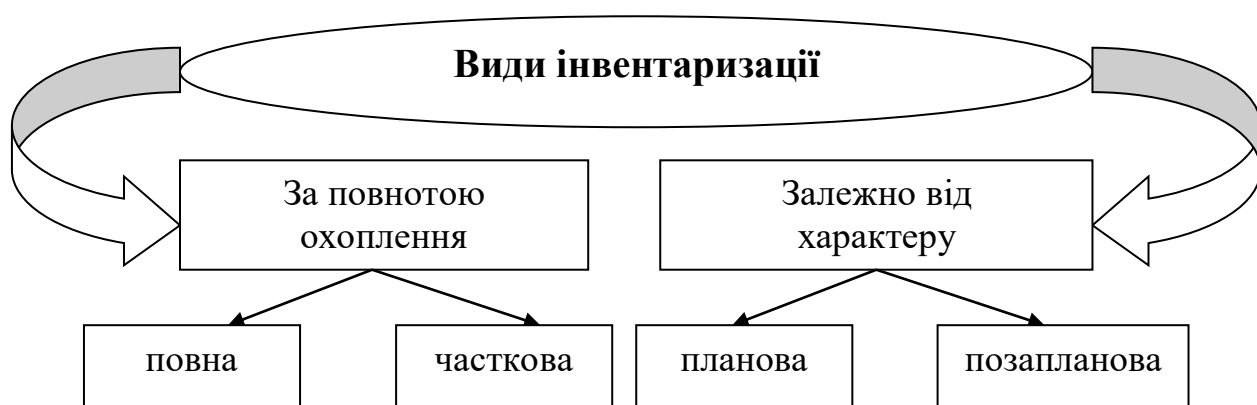 Види інвентаризації
За повнотою
охоплення
Залежно від
характеру
повна
часткова
планова
позапланова